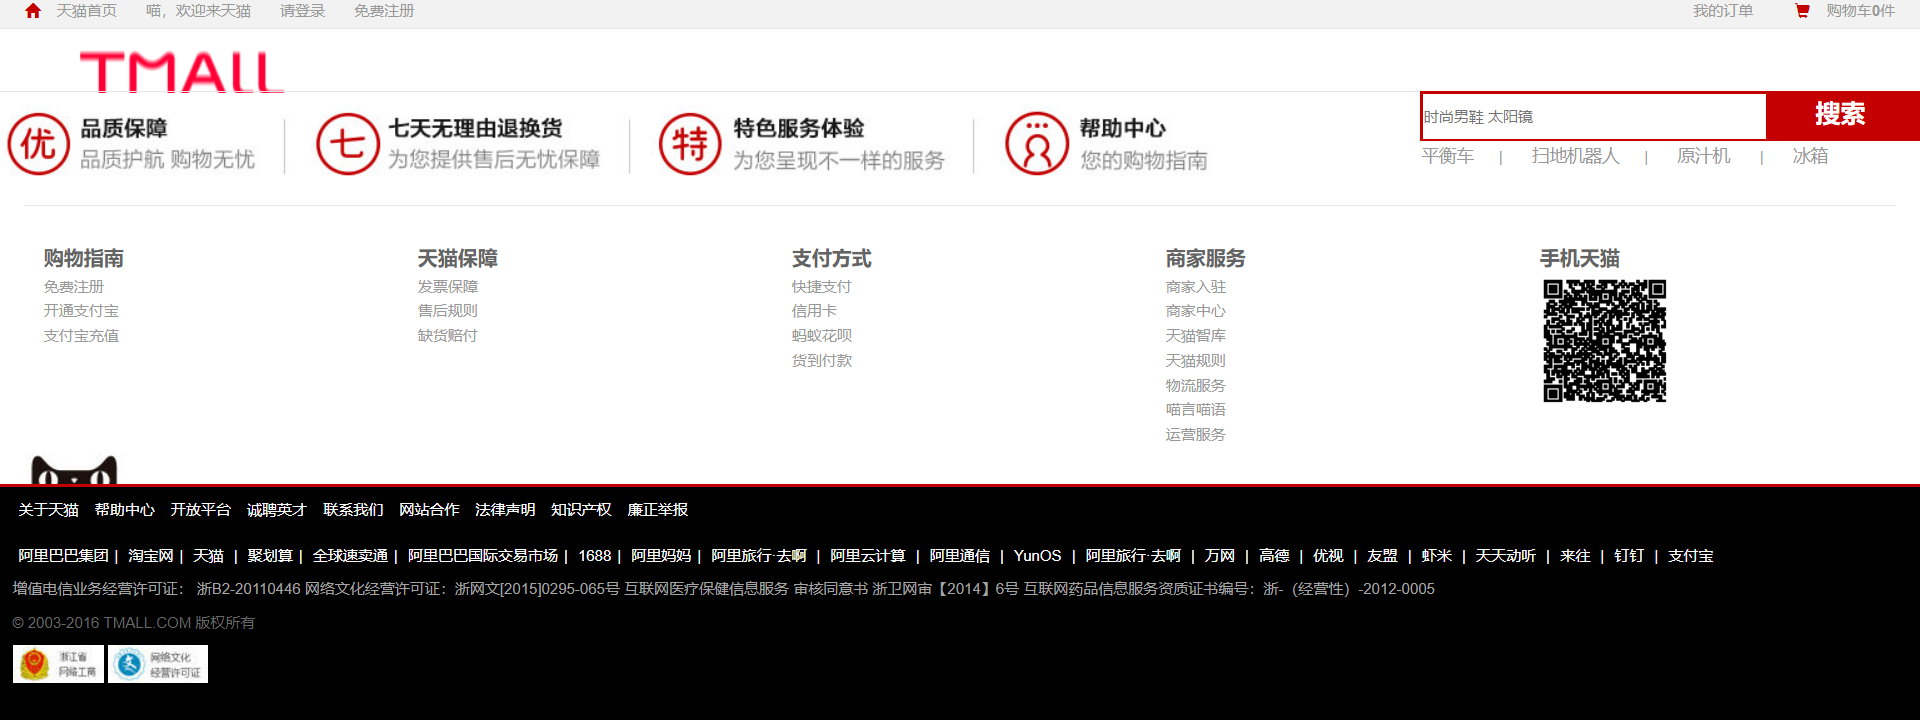 天猫首页 喵，欢迎来天猫 请登录 免费注册 我的订单 购物车0件
TMALL
时尚男鞋 太阳镜 搜索
平衡车 | 扫地机器人 | 原汁机 | 冰箱
优 品质保障 七 七天无理由退换货 特 特色服务体验 帮助中心
品质护航 购物无忧 为您提供售后无忧保障 为您呈现不一样的服务 您的购物指南
购物指南
免费注册
开通支付宝
支付宝充值
天猫保障
发票保障
售后规则
缺货赔付
支付方式
快捷支付
信用卡
蚂蚁花呗
货到付款
商家服务
商家入驻
商家中心
天猫智库
天猫规则
物流服务
喵言喵语
运营服务
手机天猫
关于天猫 帮助中心 开放平台 诚聘英才 联系我们 网站合作 法律声明 知识产权 廉正举报
阿里巴巴集团 | 淘宝网 | 天猫 | 聚划算 | 全球速卖通 | 阿里巴巴国际交易市场 | 1688 | 阿里妈妈 | 阿里旅行·去啊 | 阿里云计算 | 阿里通信 | YunOS | 阿里旅行·去啊 | 万网 | 高德 | 优视 | 友盟 | 虾米 | 天天动听 | 来往 | 钉钉 | 支付宝
增值电信业务经营许可证： 浙B2-20110446 网络文化经营许可证：浙网文[2015]0295-065号 互联网医疗保健信息服务 审核同意书 浙卫网审【2014】6号 互联网药品信息服务资质证书编号：浙-（经营性）-2012-0005
© 2003-2016 TMALL.COM 版权所有
浙江省
网络工商
网络文化
经营许可证